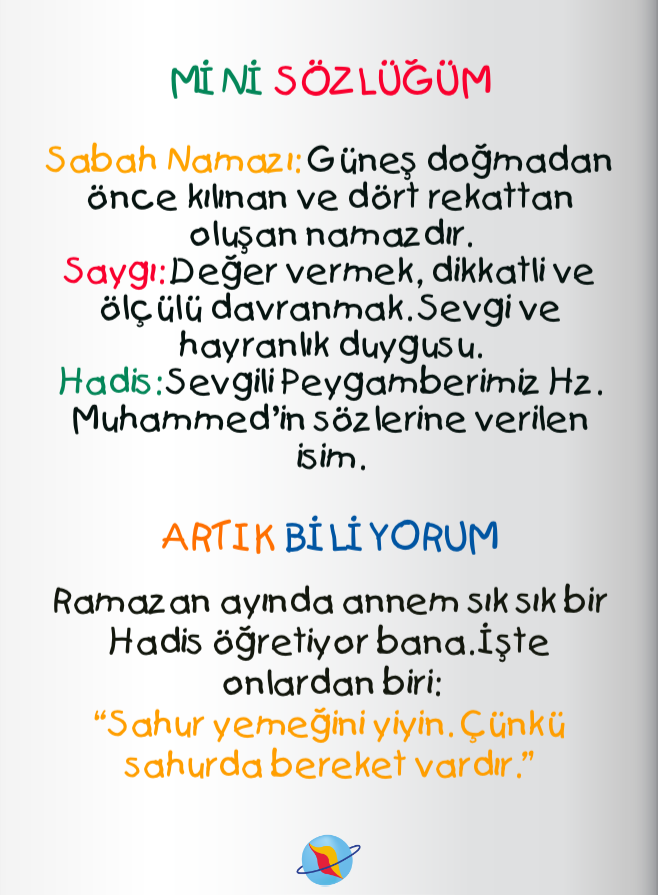 MİNİ SÖZLÜĞÜM
Sabah Namazı: Güneş doğmadan
önce kılınan ve dört rekattan
oluşan namazdır.
Saygı: Değer vermek, dikkatli ve
ölçülü davranmak. Sevgi ve
hayranlık duygusu.
Hadis: Sevgili Peygamberimiz Hz.
Muhammed’in sözlerine verilen
isim.
ARTIK BİLİYORUM
Ramazan ayında annem sık sık bir
Hadis öğretiyor bana. İşte
onlardan biri:
“Sahur yemeğini yiyin. Çünkü
sahurda bereket vardır.”